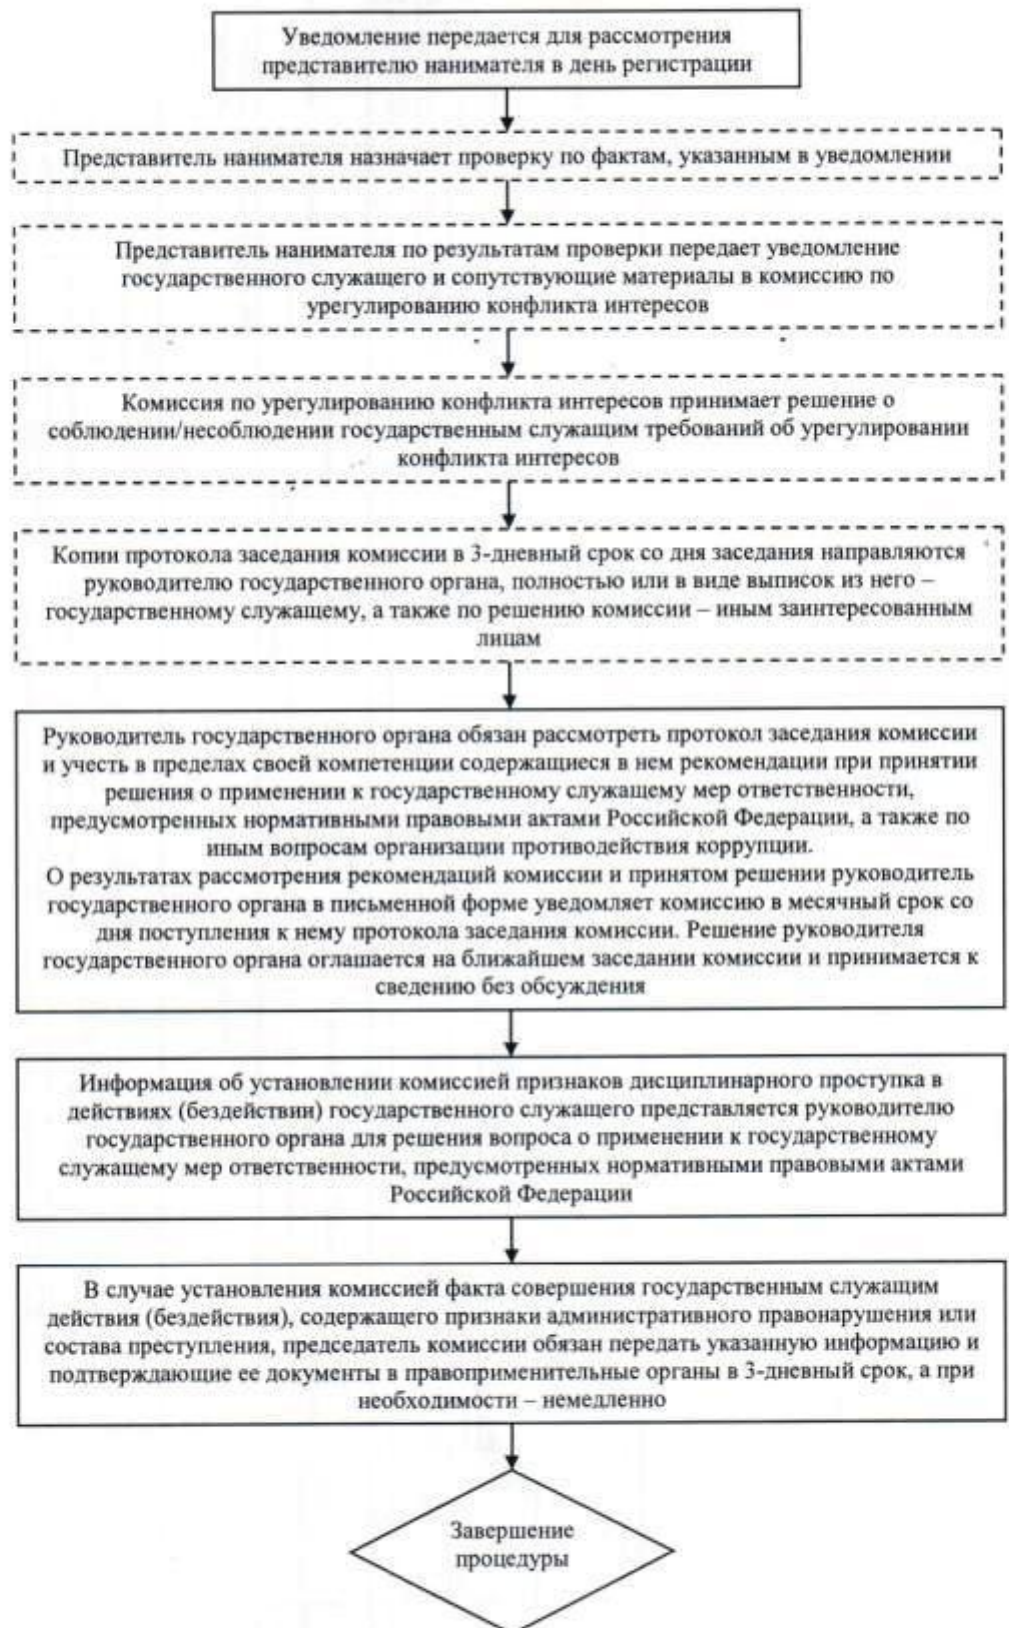 Уведомление передается для рассмотрения
представителю нанимателя в день регистрации
Представитель нанимателя назначает проверку по фактам, указанным в уведомлении
Представитель нанимателя по результатам проверки передает уведомление
государственного служащего и сопутствующие материалы в комиссию по
урегулированию конфликта интересов
Комиссия по урегулированию конфликта интересов принимает решение о
соблюдении/несоблюдении государственным служащим требований об урегулировании
конфликта интересов
Копии протокола заседания комиссии в 3-дневный срок со дня заседания направляются
руководителю государственного органа, полностью или в виде выписок из него –
государственному служащему, а также по решению комиссии – иным заинтересованным
лицам
Руководитель государственного органа обязан рассмотреть протокол заседания комиссии
и учесть в пределах своей компетенции содержащиеся в нем рекомендации при принятии
решения о применении к государственному служащему мер ответственности,
предусмотренных нормативными правовыми актами Российской Федерации, а также по
иным вопросам организации противодействия коррупции.
О результатах рассмотрения рекомендаций комиссии и принятом решении руководитель
государственного органа в письменной форме уведомляет комиссию в месячный срок со
дня поступления к нему протокола заседания комиссии. Решение руководителя
государственного органа оглашается на ближайшем заседании комиссии и принимается к
сведению без обсуждения
Информация об установлении комиссией признаков дисциплинарного проступка в
действиях (бездействии) государственного служащего представляется руководителю
государственного органа для решения вопроса о применении к государственному
служащему мер ответственности, предусмотренных нормативными правовыми актами
Российской Федерации
В случае установления комиссией факта совершения государственным служащим
действия (бездействия), содержащего признаки административного правонарушения или
состава преступления, председатель комиссии обязан передать указанную информацию и
подтверждающие ее документы в правоприменительные органы в 3-дневный срок, а при
необходимости – немедленно
Завершение
процедуры